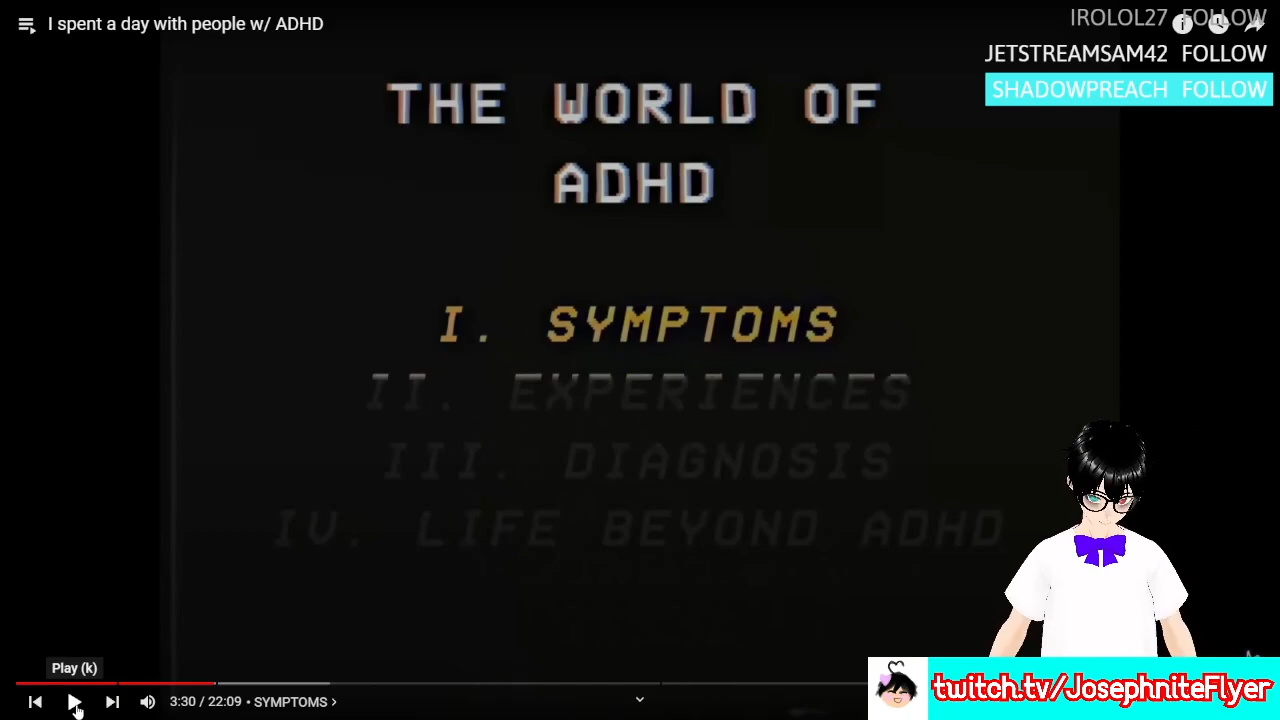 I spent a day with people w/ ADHD
IROLOL27 FOLLOW
JETSTREAMSAM42 FOLLOW
SHADOWPREACH FOLLOW
THE WORLD OF
ADHD
I. SYMPTOMS
II. EXPERIENCES
III. DIAGNOSIS
IV. LIFE BEYOND ADHD
Play (k)
3:30 / 22:09 • SYMPTOMS >
twitch.tv/JosephniteFlyer